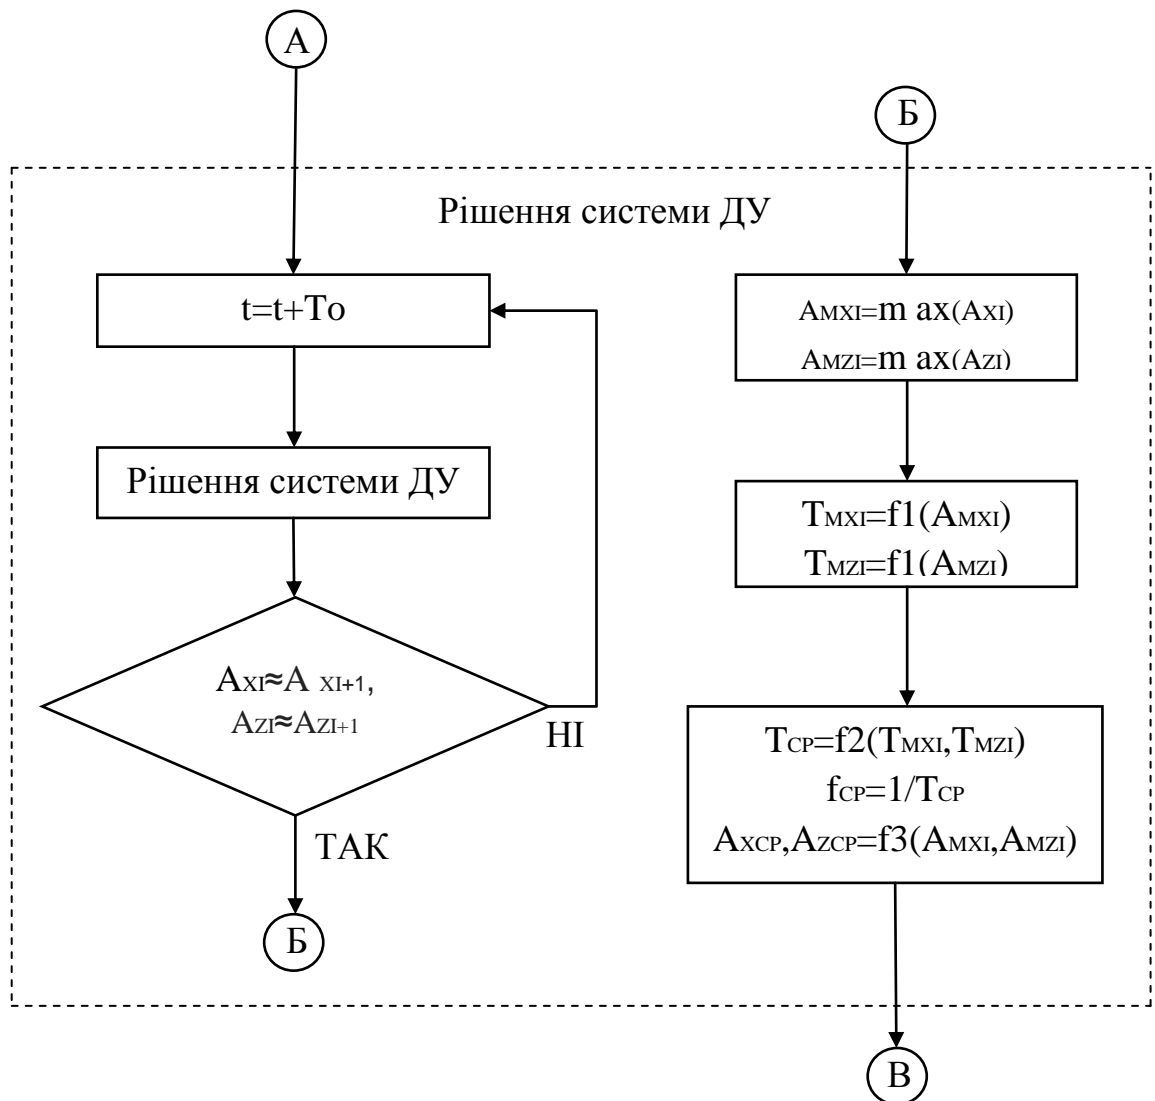 А
Б
Рішення системи ДУ
t=t+To
Рішення системи ДУ
AXI≈A XI+1,
AZI≈AZI+1
НІ
ТАК
Б
AMXI=m ax(AXI)
AMZI=m ax(AZI)
TMXI=f1(AMXI)
TMZI=f1(AMZI)
TCP=f2(TMXI,TMZI)
fCP=1/TCP
AXCP,AZCP=f3(AMXI,AMZI)
В